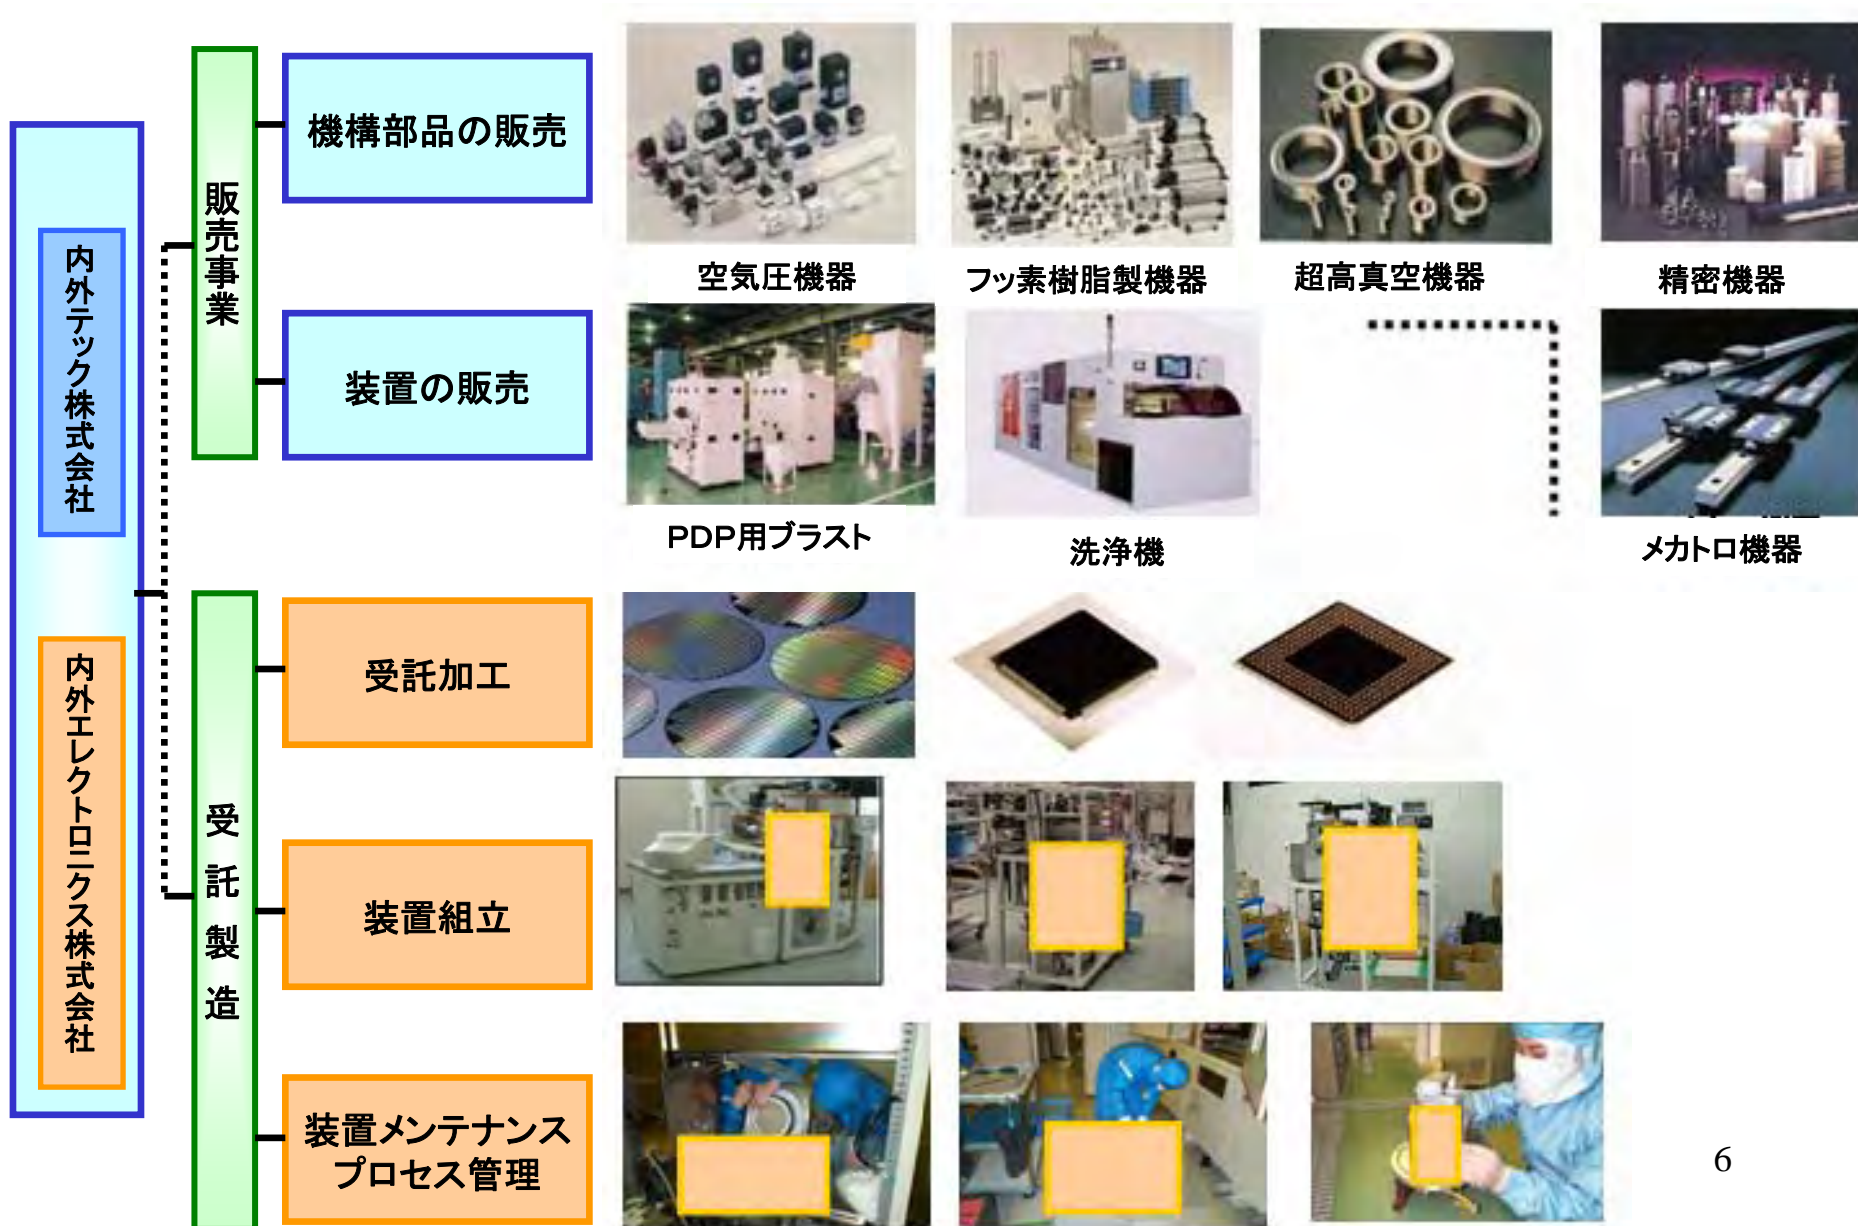 内外テック株式会社
内外エレクトロニクス株式会社
販売事業
機構部品の販売
空気圧機器
フッ素樹脂製機器
超高真空機器
精密機器
装置の販売
PDP用ブラスト
洗浄機
メカトロ機器
受託製造
受託加工
装置組立
装置メンテナンス
プロセス管理
6